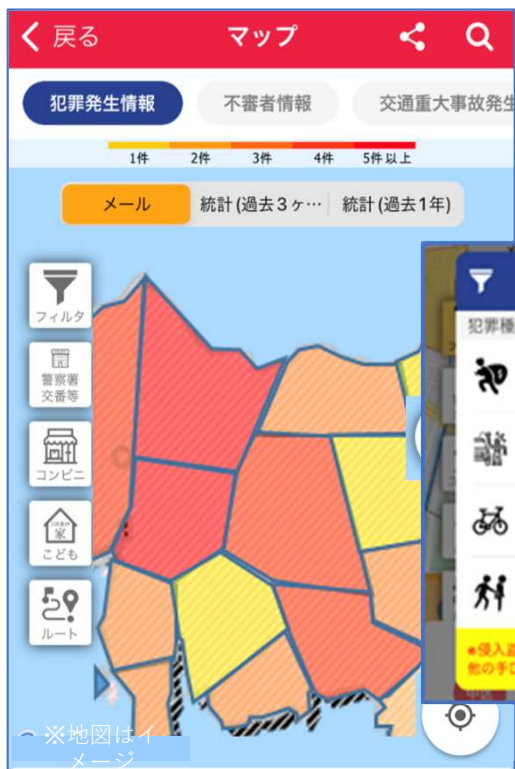 戻る マップ
犯罪発生情報 不審者情報 交通重大事故発生
1件 2件 3件 4件 5件以上
メール 統計(過去3ヶ… 統計(過去1年)
フィルタ
警察署
交番等
コンビニ
こども
ルート
犯罪種
●侵入盗
他の手口
※地図はイ
メージ